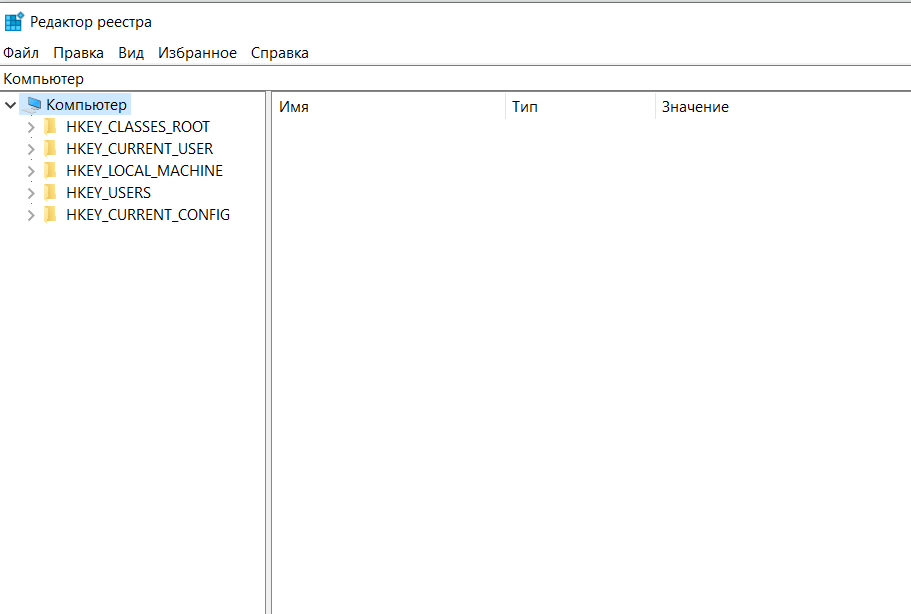 Редактор реестра
Файл Правка Вид Избранное Справка
Компьютер
Компьютер
Имя Тип Значение
HKEY_CLASSES_ROOT
HKEY_CURRENT_USER
HKEY_LOCAL_MACHINE
HKEY_USERS
HKEY_CURRENT_CONFIG